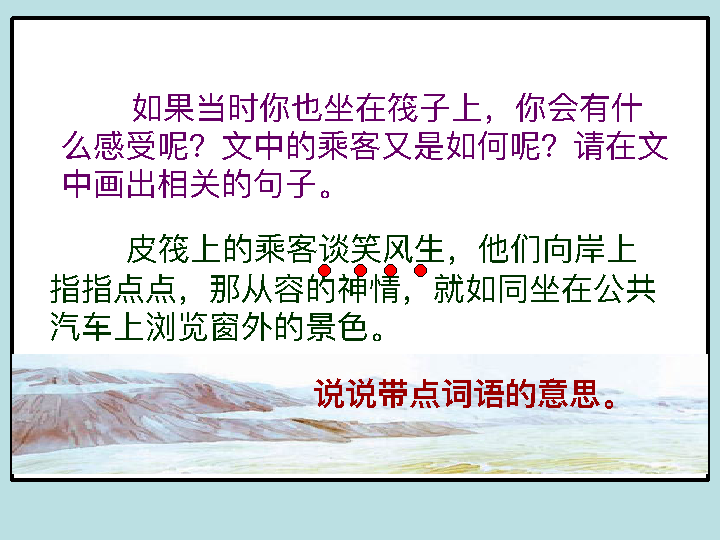 如果当时你也坐在筏子上，你会有什
么感受呢？文中的乘客又是如何呢？请在文
中画出相关的句子。
皮筏上的乘客谈笑风生，他们向岸上
指指点点，那从容的神情，就如同坐在公共
汽车上浏览窗外的景色。
说说带点词语的意思。